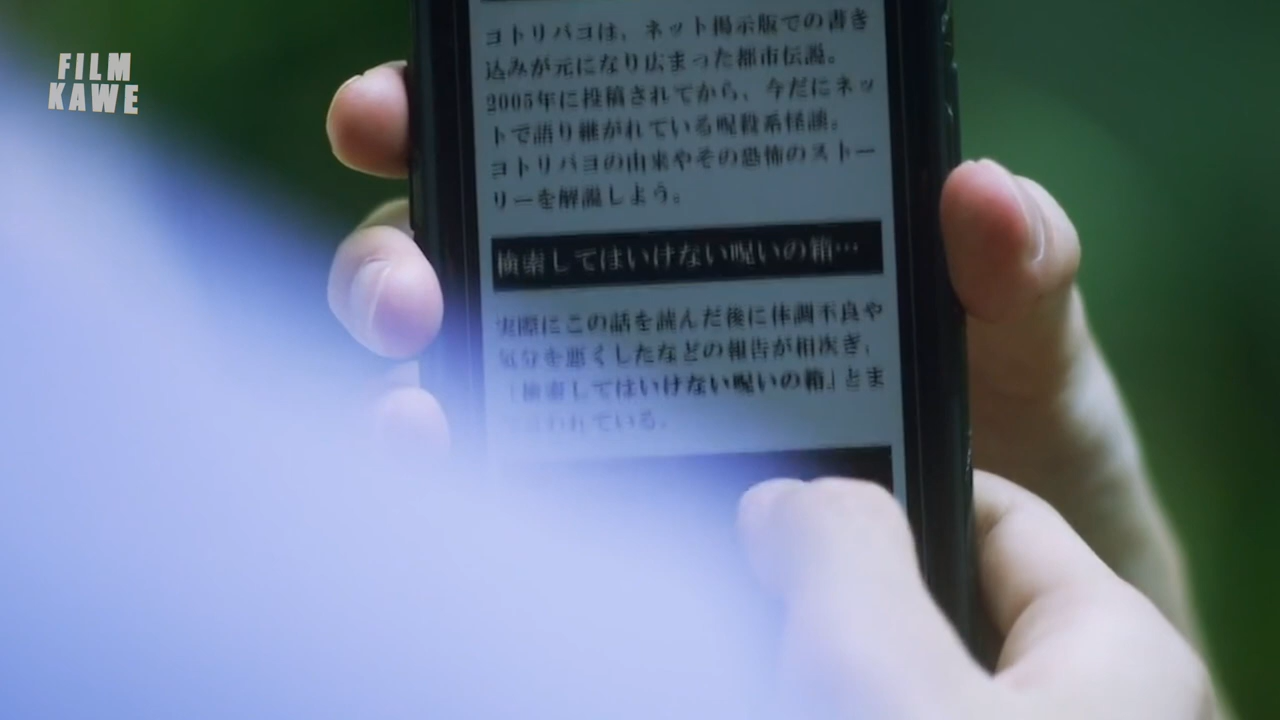 FILM
KAWE
コトリバコは、ネット掲示版での書き
込みが元になり広まった都市伝説。
2005年に投稿されてから、今だにネッ
トで語り継がれている呪殺系怪談。
コトリバコの由来やその恐怖のストー
リーを解説しよう。
検索してはいけない呪いの箱…
実際にこの話を読んだ後に体調不良や
気分を悪くしたなどの報告が相次ぎ、
「検索してはいけない呪いの箱」とま
で言われている。